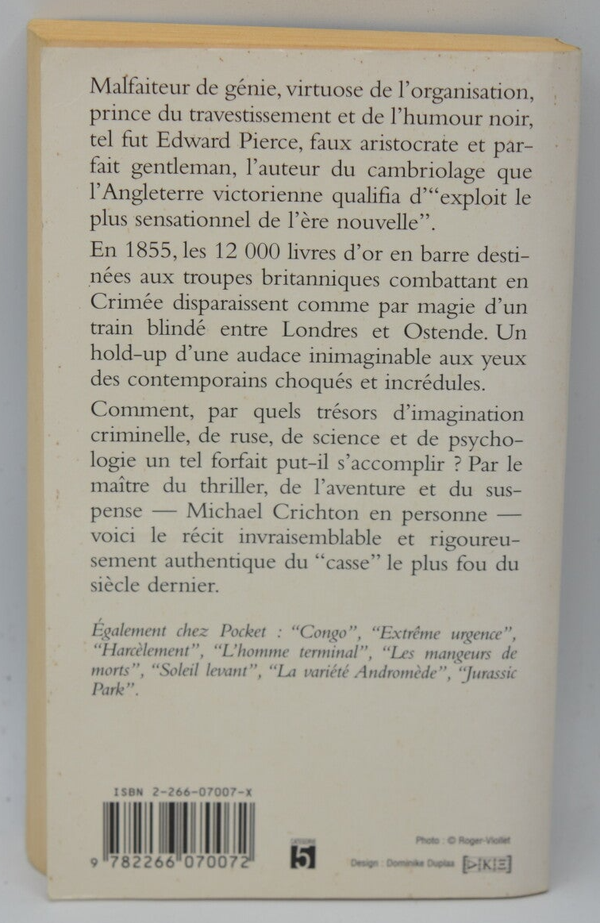 Malfaiteur de génie, virtuose de l'organisation,
prince du travestissement et de l'humour noir,
tel fut Edward Pierce, faux aristocrate et par-
fait gentleman, l'auteur du cambriolage que
l'Angleterre victorienne qualifia d'“exploit le
plus sensationnel de l'ère nouvelle”.
En 1855, les 12 000 livres d'or en barre desti-
nées aux troupes britanniques combattant en
Crimée disparaissent comme par magie d'un
train blindé entre Londres et Ostende. Un
hold-up d'une audace inimaginable aux yeux
des contemporains choqués et incrédules.
Comment, par quels trésors d'imagination
criminelle, de ruse, de science et de psycho-
logie un tel forfait put-il s'accomplir ? Par le
maître du thriller, de l'aventure et du sus-
pense — Michael Crichton en personne —
voici le récit invraisemblable et rigoureu-
sement authentique du “casse” le plus fou du
siècle dernier.
Également chez Pocket : “Congo”, “Extrême urgence”,
“Harcèlement”, “L'homme terminal”, “Les mangeurs de
morts”, “Soleil levant”, “La variété Andromède”, “Jurassic
Park”.
ISBN 2-266-07007-X
9 782266 070072
CATÉGORIE
5
Photo : © Roger-Viollet
Design : Dominike Duplaa